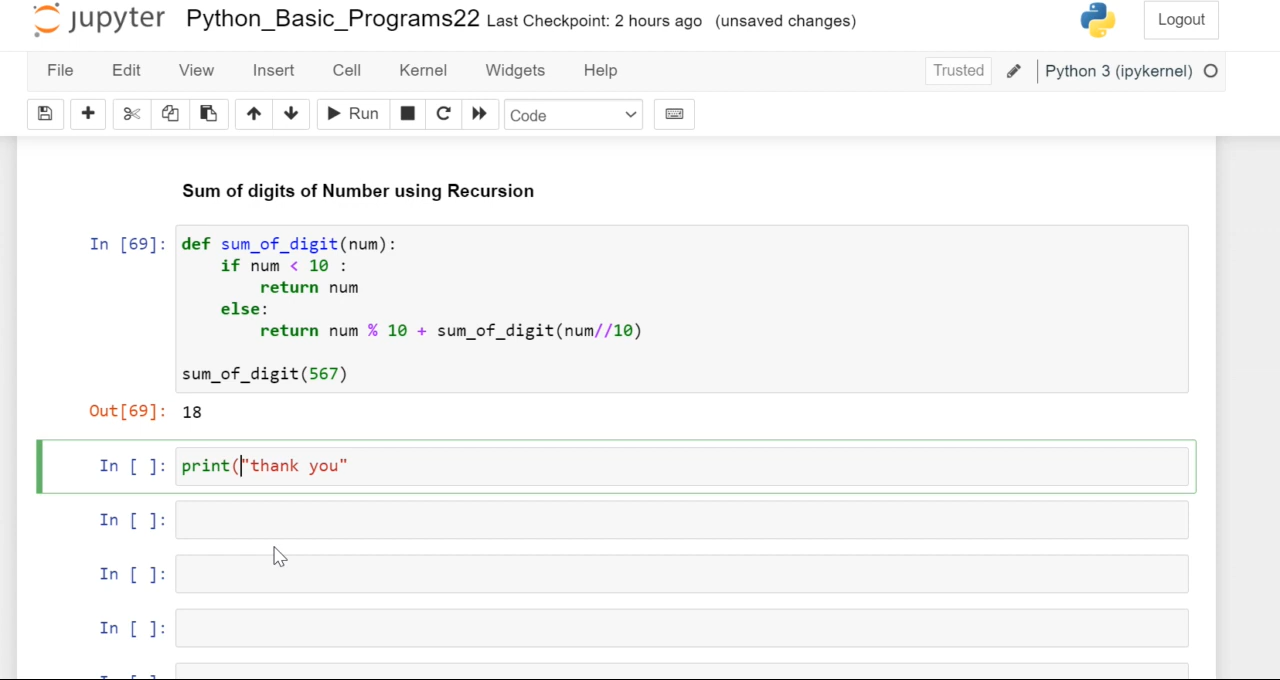 jupyter Python_Basic_Programs22 Last Checkpoint: 2 hours ago (unsaved changes) Logout
File Edit View Insert Cell Kernel Widgets Help Trusted Python 3 (ipykernel)
Run Code
Sum of digits of Number using Recursion
In [69]: def sum_of_digit(num):
    if num < 10 :
        return num
    else:
        return num % 10 + sum_of_digit(num//10)
sum_of_digit(567)
Out[69]: 18
In [ ]: print("thank you"
In [ ]:
In [ ]:
In [ ]: